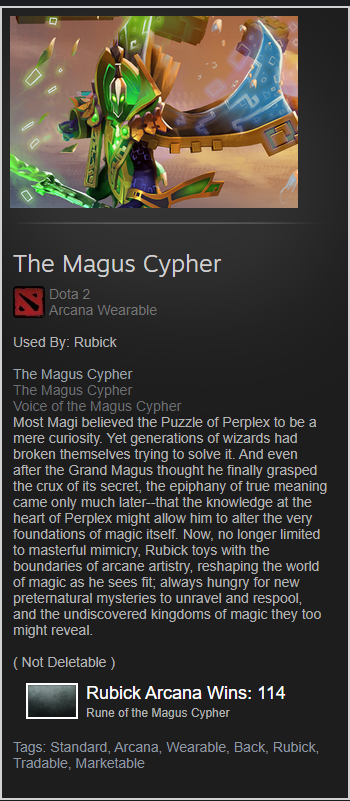 The Magus Cypher
Dota 2
Arcana Wearable
Used By: Rubick
The Magus Cypher
The Magus Cypher
Voice of the Magus Cypher
Most Magi believed the Puzzle of Perplex to be a
mere curiosity. Yet generations of wizards had
broken themselves trying to solve it. And even
after the Grand Magus thought he finally grasped
the crux of its secret, the epiphany of true meaning
came only much later--that the knowledge at the
heart of Perplex might allow him to alter the very
foundations of magic itself. Now, no longer limited
to masterful mimicry, Rubick toys with the
boundaries of arcane artistry, reshaping the world
of magic as he sees fit; always hungry for new
preternatural mysteries to unravel and respool,
and the undiscovered kingdoms of magic they too
might reveal.
( Not Deletable )
Rubick Arcana Wins: 114
Rune of the Magus Cypher
Tags: Standard, Arcana, Wearable, Back, Rubick,
Tradable, Marketable